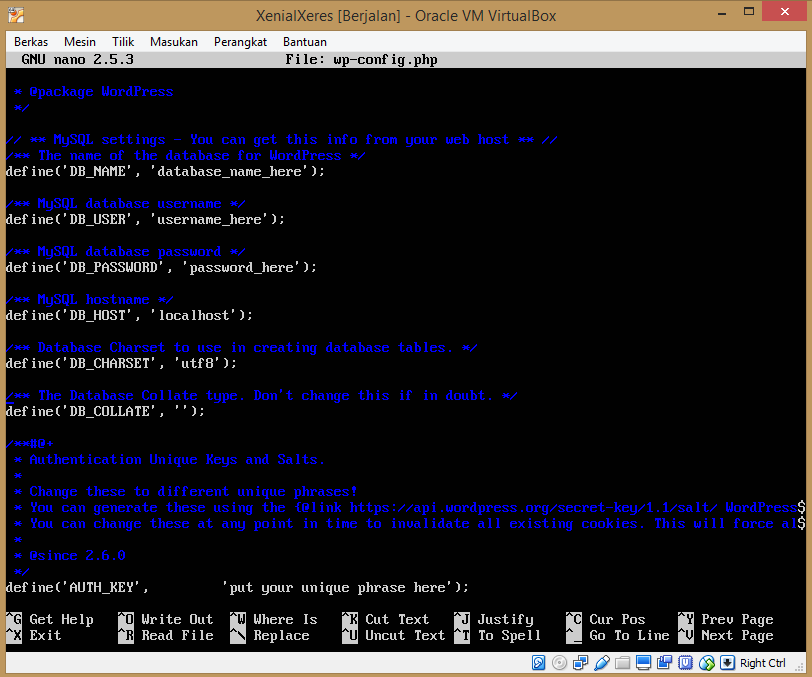 XenialXeres [Berjalan] - Oracle VM VirtualBox
Berkas Mesin Tilik Masukan Perangkat Bantuan
GNU nano 2.5.3 File: wp-config.php
* @package WordPress
*/
// ** MySQL settings - You can get this info from your web host ** //
/** The name of the database for WordPress */
define('DB_NAME', 'database_name_here');
/** MySQL database username */
define('DB_USER', 'username_here');
/** MySQL database password */
define('DB_PASSWORD', 'password_here');
/** MySQL hostname */
define('DB_HOST', 'localhost');
/** Database Charset to use in creating database tables. */
define('DB_CHARSET', 'utf8');
/** The Database Collate type. Don't change this if in doubt. */
define('DB_COLLATE', '');
/**#@+
* Authentication Unique Keys and Salts.
*
* Change these to different unique phrases!
* You can generate these using the {@link https://api.wordpress.org/secret-key/1.1/salt/ WordPress$
* You can change these at any point in time to invalidate all existing cookies. This will force al$
*
* @since 2.6.0
*/
define('AUTH_KEY', 'put your unique phrase here');
^G Get Help ^O Write Out ^W Where Is ^K Cut Text ^J Justify ^C Cur Pos ^Y Prev Page
^X Exit ^R Read File ^\ Replace ^U Uncut Text ^T To Spell ^_ Go To Line ^V Next Page
Right Ctrl